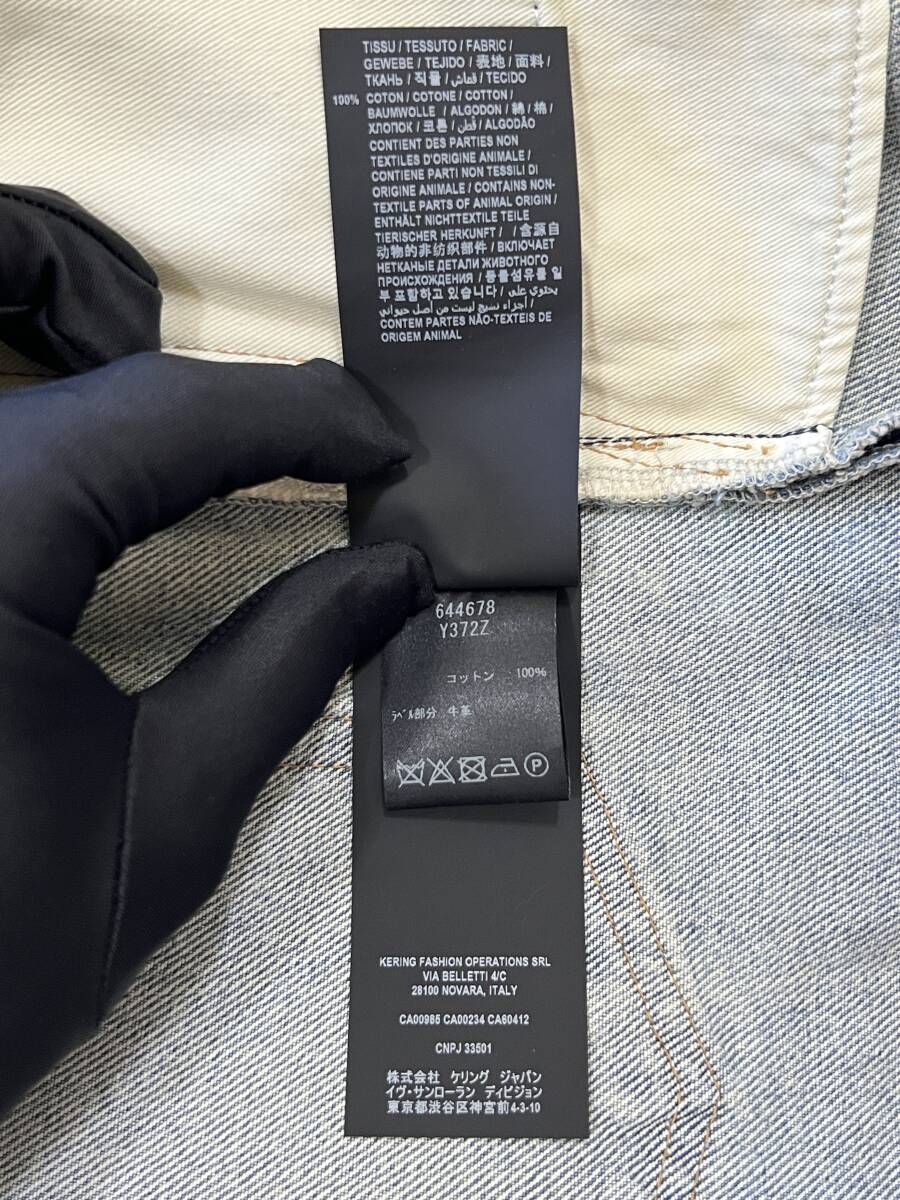 TISSU / TESSUTO / FABRIC /
GEWEBE / TEJIDO / 表地 / 面料 /
ТКАНЬ / 직물 / قماش / TECIDO
100% COTON / COTONE / COTTON /
BAUMWOLLE / ALGODON / 綿 / 棉 /
ХЛОПОК / 코튼 / قطن / ALGODÃO
CONTIENT DES PARTIES NON
TEXTILES D'ORIGINE ANIMALE /
CONTIENE PARTI NON TESSILI DI
ORIGINE ANIMALE / CONTAINS NON-
TEXTILE PARTS OF ANIMAL ORIGIN /
ENTHÄLT NICHTTEXTILE TEILE
TIERISCHER HERKUNFT / / 含源自
动物的非纺织部件 / ВКЛЮЧАЕТ
НЕТКАНЫЕ ДЕТАЛИ ЖИВОТНОГО
ПРОИСХОЖДЕНИЯ / 동물섬유를 일
부 포함하고 있습니다 / يحتوي على
أجزاء نسيج ليست من أصل حيواني /
CONTEM PARTES NÃO-TEXTEIS DE
ORIGEM ANIMAL
644678
Y372Z
コットン 100%
ﾗﾍﾞﾙ部分 牛革
P
KERING FASHION OPERATIONS SRL
VIA BELLETTI 4/C
28100 NOVARA, ITALY
CA00985 CA00234 CA60412
CNPJ 33501
株式会社 ケリング ジャパン
イヴ・サンローラン ディビジョン
東京都渋谷区神宮前4-3-10